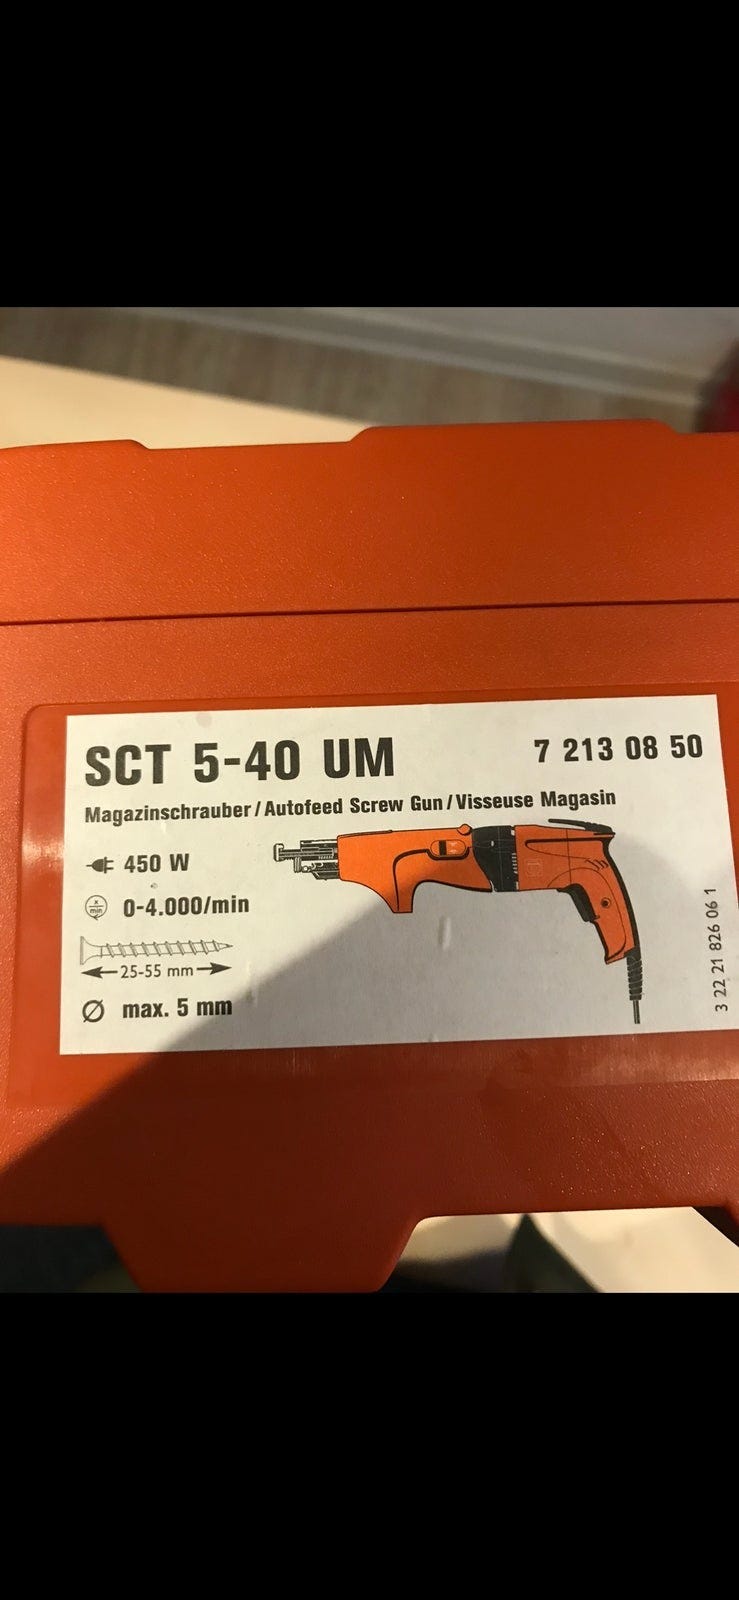 SCT 5-40 UM
7 213 08 50
Magazinschrauber/Autofeed Screw Gun/Visseuse Magasin
450 W
x/min
0-4.000/min
25-55 mm
Ø max. 5 mm
3 22 21 826 06 1